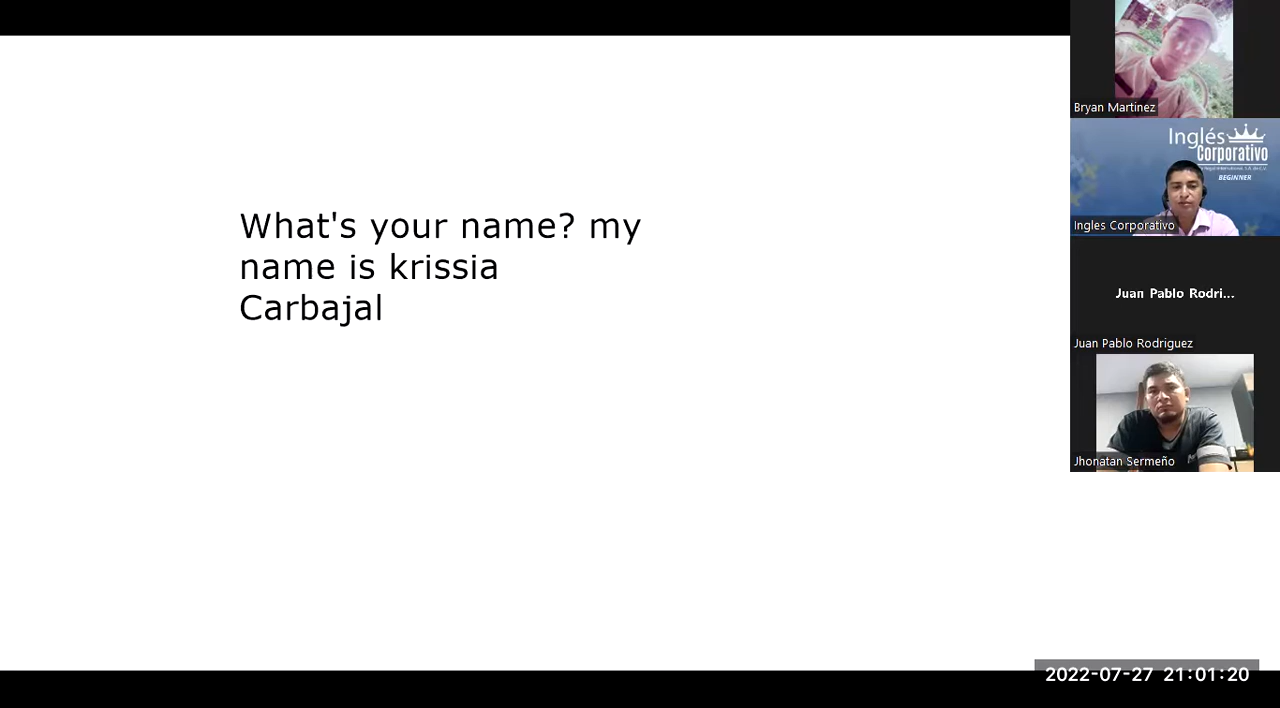 What's your name? my
name is krissia
Carbajal
Bryan Martinez
Inglés
Corporativo
BEGINNER
Ingles Corporativo
Juan Pablo Rodri...
Juan Pablo Rodriguez
Jhonatan Sermeño
2022-07-27 21:01:20